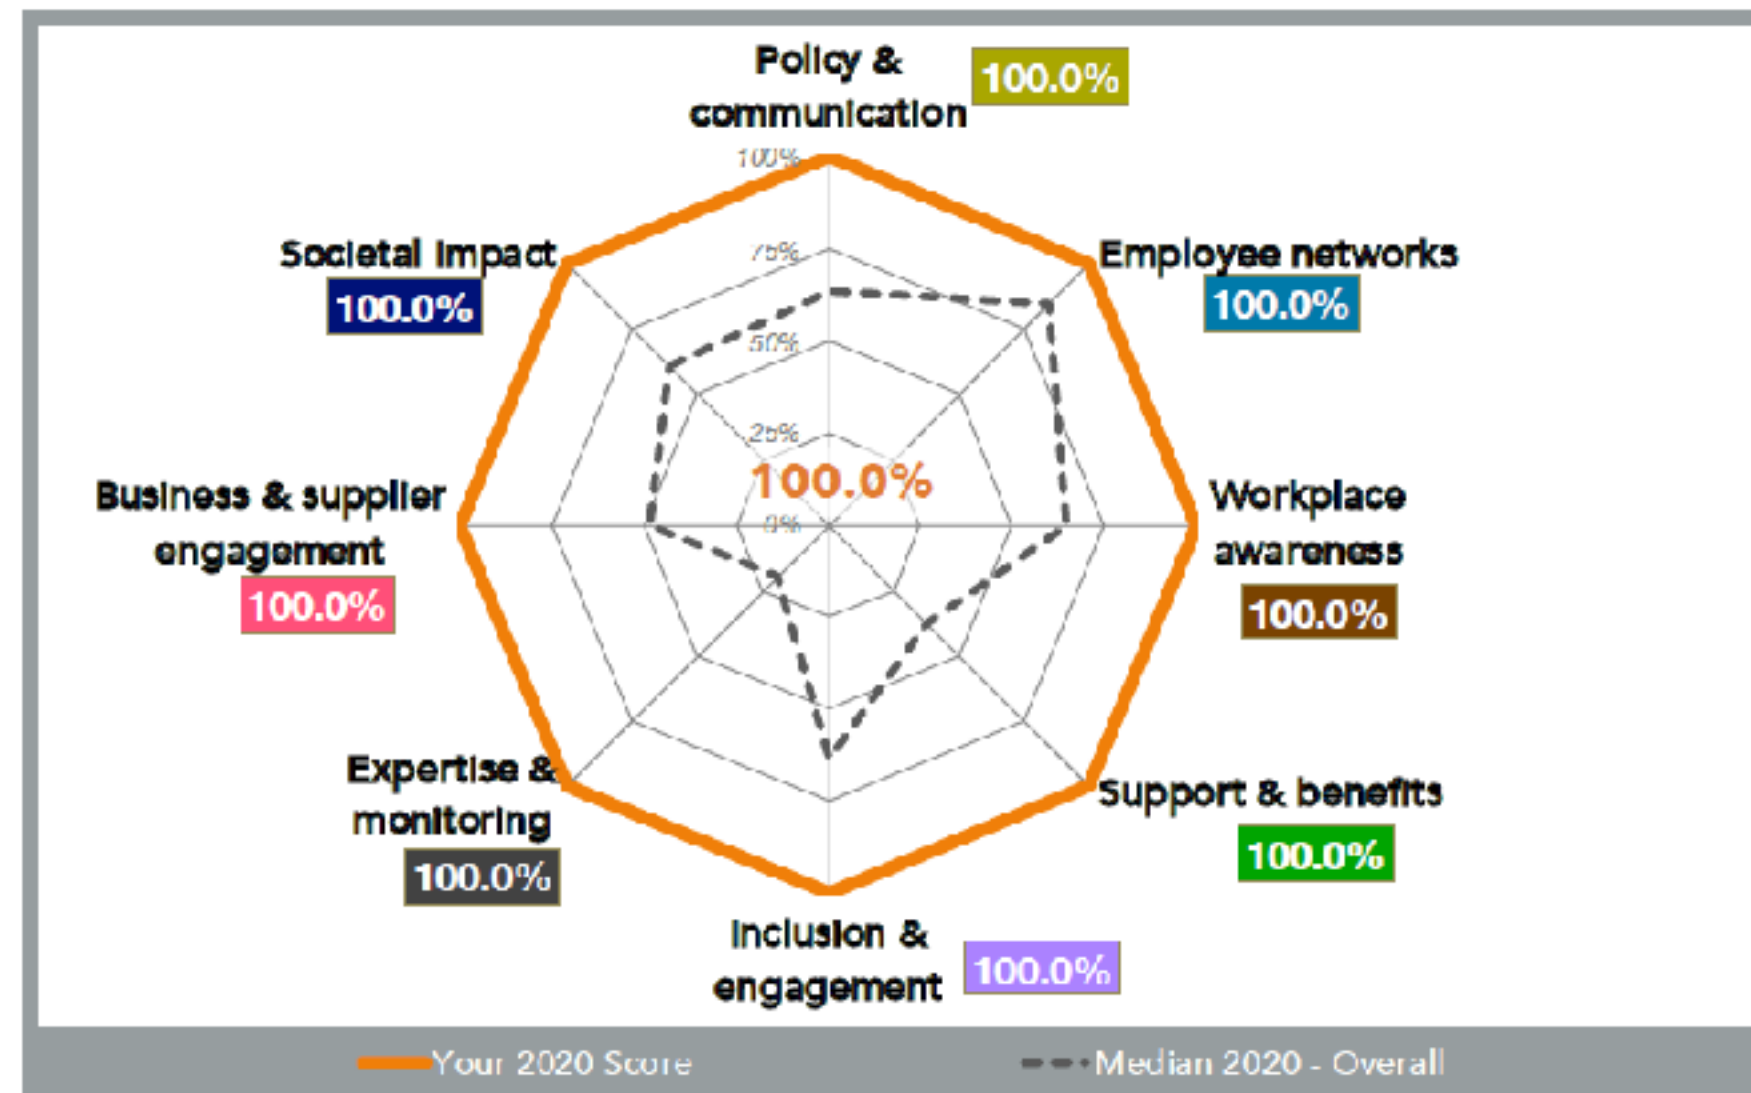 Policy &
communication
100.0%
100%
Societal Impact
100.0%
75%
Employee networks
100.0%
50%
25%
100.0%
0%
Business & supplier
engagement
100.0%
Workplace
awareness
100.0%
Expertise &
monitoring
100.0%
Support & benefits
100.0%
Inclusion &
engagement
100.0%
Your 2020 Score
Median 2020 - Overall